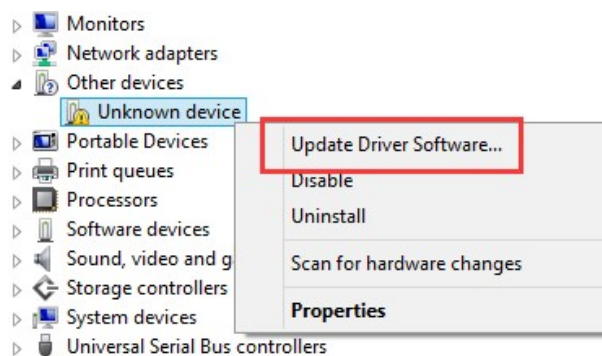 Monitors
Network adapters
Other devices
Unknown device
Portable Devices
Print queues
Processors
Software devices
Sound, video and g
Storage controllers
System devices
Universal Serial Bus controllers
Update Driver Software...
Disable
Uninstall
Scan for hardware changes
Properties